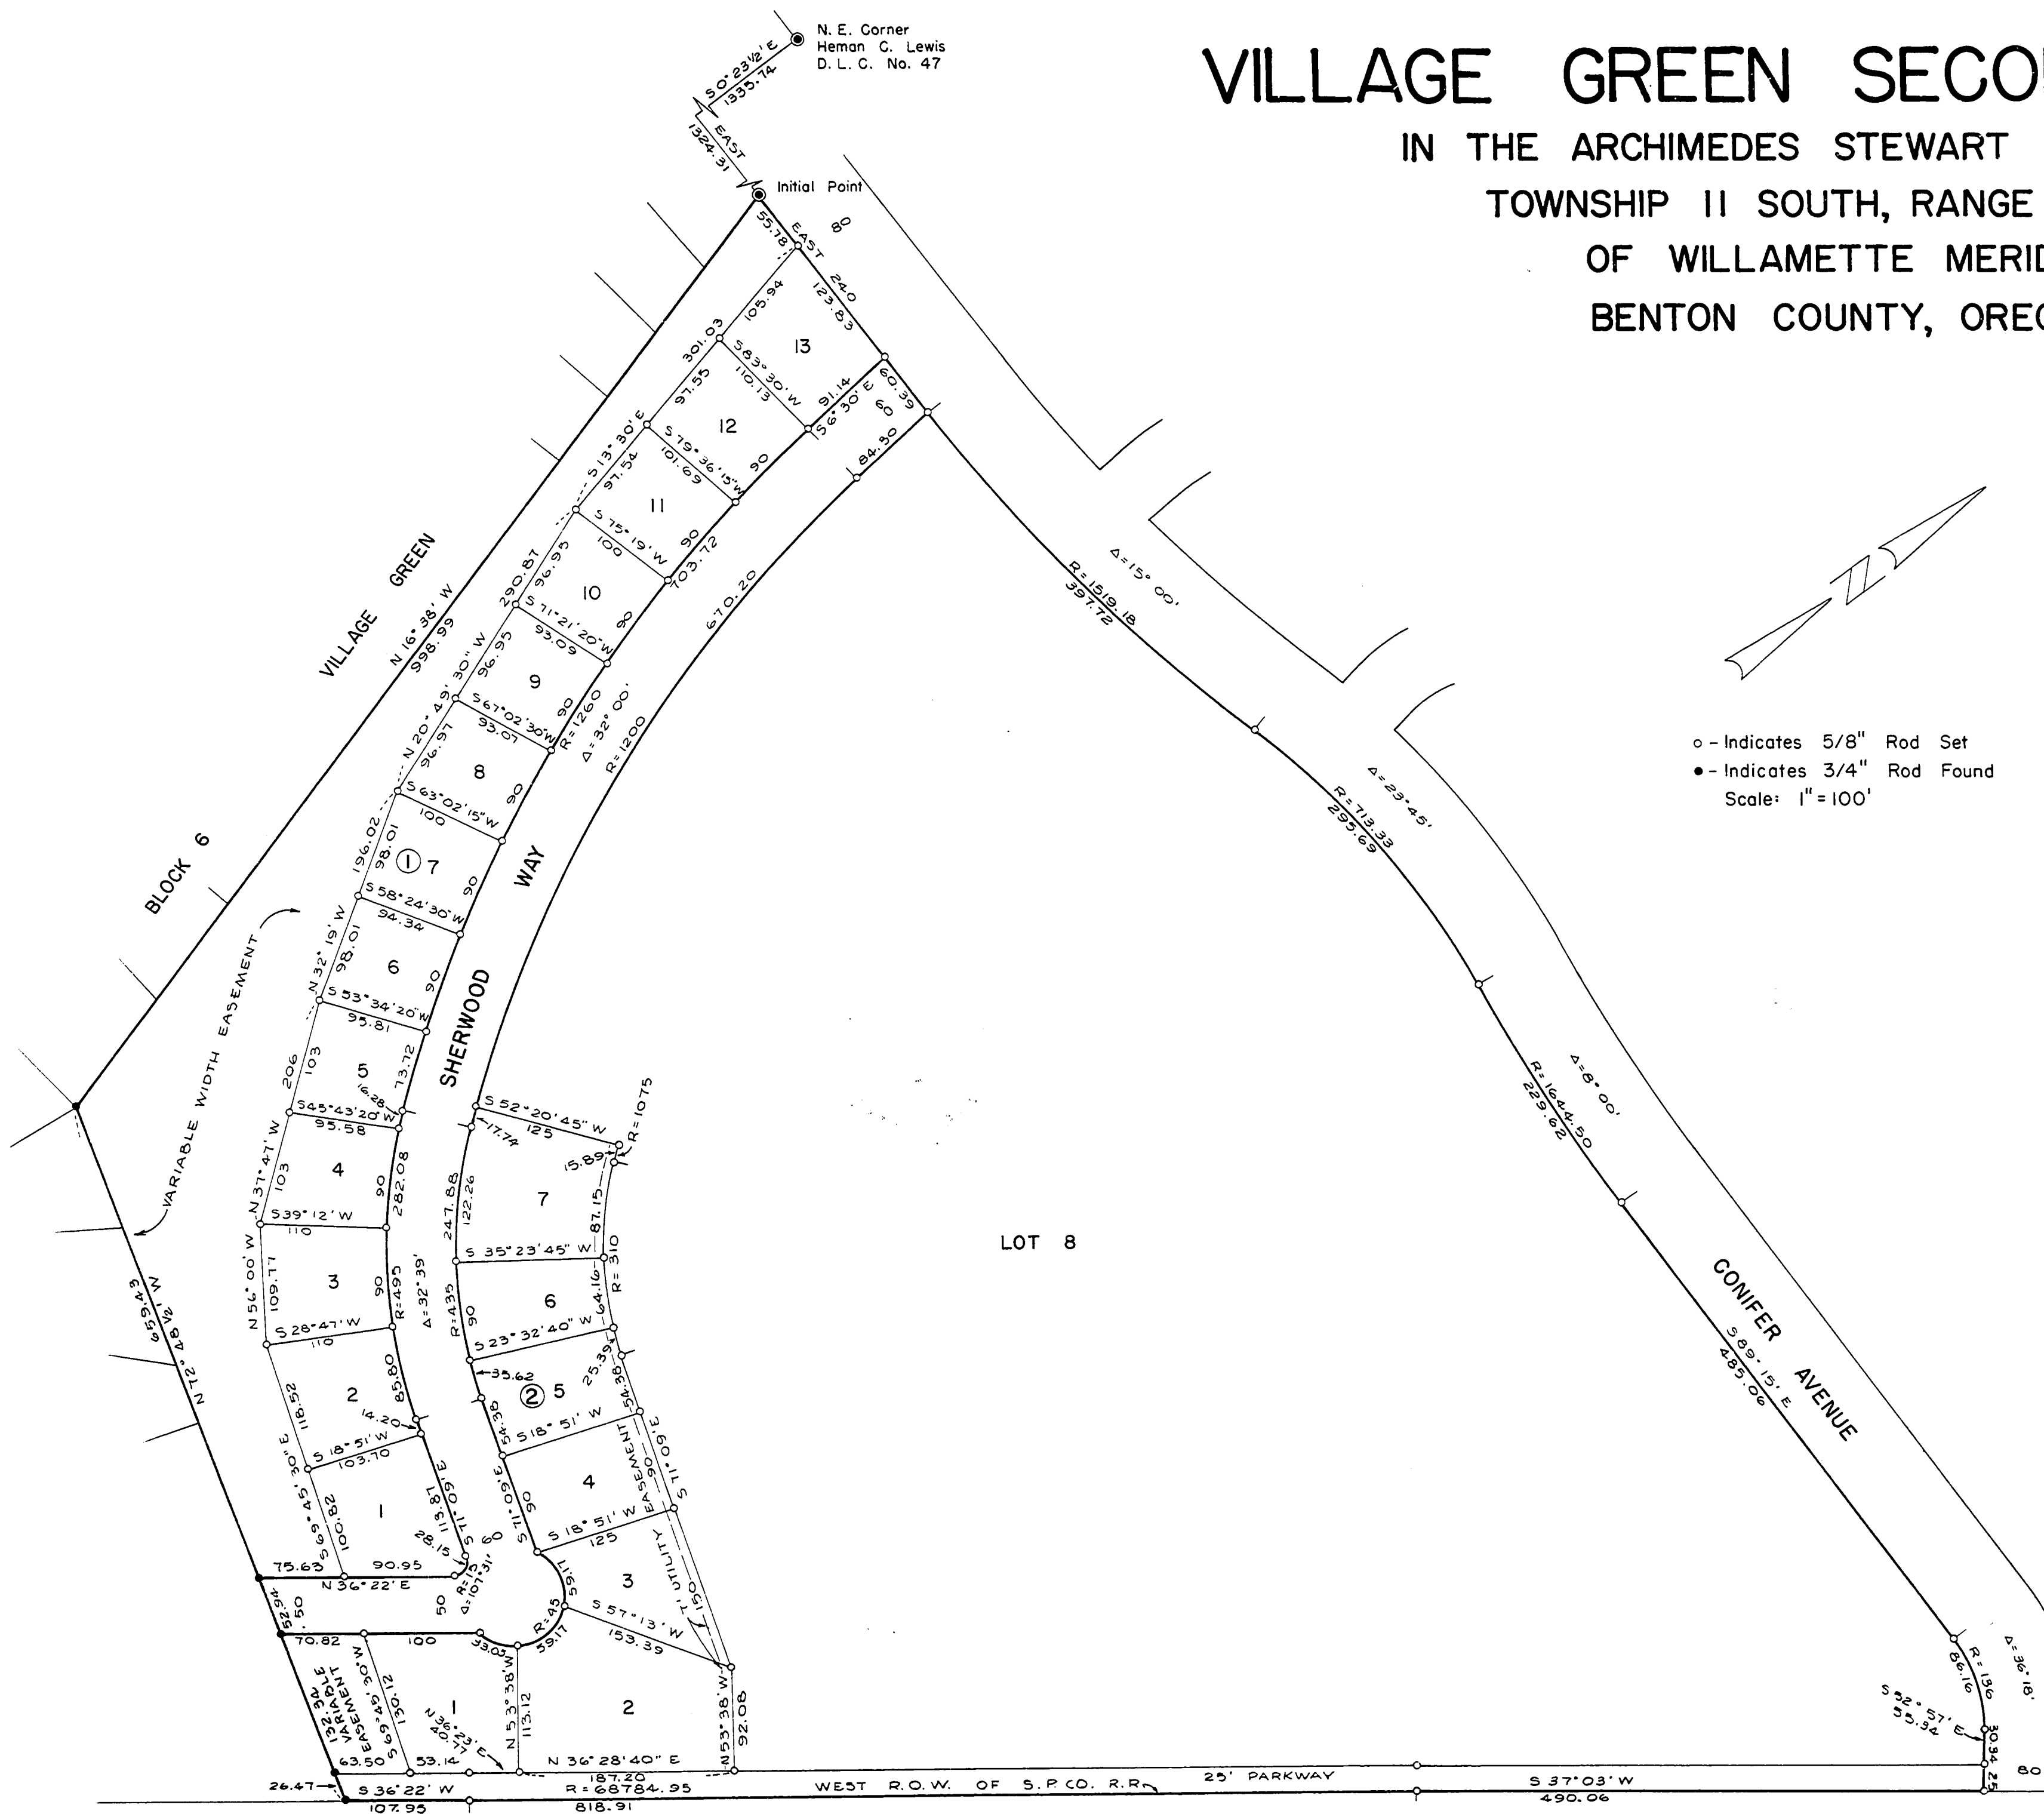 VILLAGE GREEN SECO
IN THE ARCHIMEDES STEWART
TOWNSHIP 11 SOUTH, RANGE
OF WILLAMETTE MERID
BENTON COUNTY, OREG
N. E. Corner
Heman C. Lewis
D. L. C. No. 47
S 0° 23½' E
1335.74
EAST
1324.31
Initial Point
55.78
EAST
80
240
123.83
105.94
13
301.03
S 83° 30' W
110.13
91.14
S 6° 30' E
60.39
60
84.50
97.55
12
S 13° 30' E
S 79° 36' 15" W
101.69
90
97.54
11
S 75° 19' W
100
90
703.72
290.87
96.95
10
S 71° 21' 20" W
93.09
90
670.20
VILLAGE GREEN
N 16° 38' W
998.99
N 20° 49' 30" W
96.95
9
S 67° 02' 30" W
93.07
90
R=1260
Δ=32° 00'
R=1200
96.97
8
S 63° 02' 15" W
100
90
BLOCK 6
196.02
98.01
① 7
S 58° 24' 30" W
94.34
90
WAY
N 32° 19' W
98.01
6
S 53° 34' 20" W
95.81
90
SHERWOOD
VARIABLE WIDTH EASEMENT
206
103
5
16.28
73.72
S 45° 43' 20" W
95.58
N 37° 47' W
103
4
90
282.08
S 39° 12' W
110
N 56° 00' W
109.77
3
90
R=495
Δ=32° 39'
S 28° 47' W
110
118.52
2
85.80
14.20
S 18° 51' W
103.70
S 69° 45' 30" E
100.82
1
113.87
S 71° 09' E
28.15
60
R=15
Δ=107° 31'
75.63
90.95
N 36° 22' E
659.43
N 72° 48 ½' W
S 52° 20' 45" W
125
17.74
R=1075
15.89
247.88
122.26
7
87.15
S 35° 23' 45" W
R=310
R=435
90
6
64.16
S 23° 32' 40" W
35.62
25.39
② 5
54.38
54.38
S 18° 51' W
S 71° 09' E
90
4
EASEMENT
90
S 71° 09' E
S 18° 51' W
125
59.17
3
7' UTILITY
150
R=45
S 57° 13' W
153.39
59.17
52.94
50
50
70.82
100
33.05
132.34
VARIABLE
EASEMENT
S 69° 45' 30" W
130.12
1
N 36° 23' E
40.77
N 53° 38' W
113.12
2
N 53° 38' W
92.08
63.50
53.14
N 36° 28' 40" E
187.20
26.47
S 36° 22' W
107.95
R=68784.95
818.91
WEST R.O.W. OF S.P. CO. R.R.
25' PARKWAY
S 37° 03' W
490.06
LOT 8
R=1519.18
397.72
Δ=15° 00'
R=713.33
295.69
Δ=23° 45'
R=1644.50
229.62
Δ=8° 00'
CONIFER AVENUE
S 89° 15' E
485.06
R=136
86.16
Δ=36° 18'
S 52° 57' E
55.94
30.94
25
80
N
o - Indicates 5/8" Rod Set
● - Indicates 3/4" Rod Found
Scale: 1"=100'